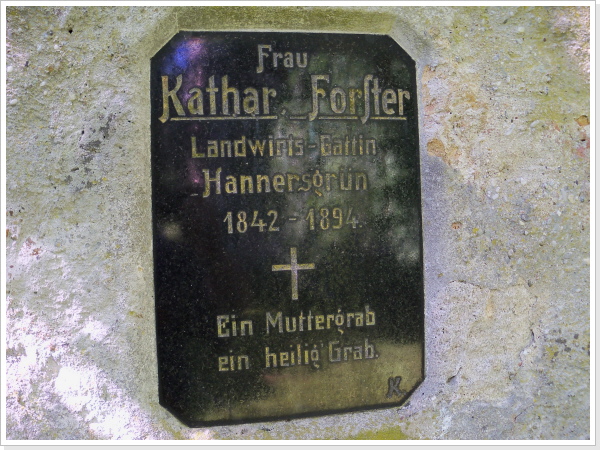 Frau
Kathar. Forſter
Landwirts-Gattin
Hannersgrün
1842 - 1894.
Ein Muttergrab
ein heilig Grab.
K